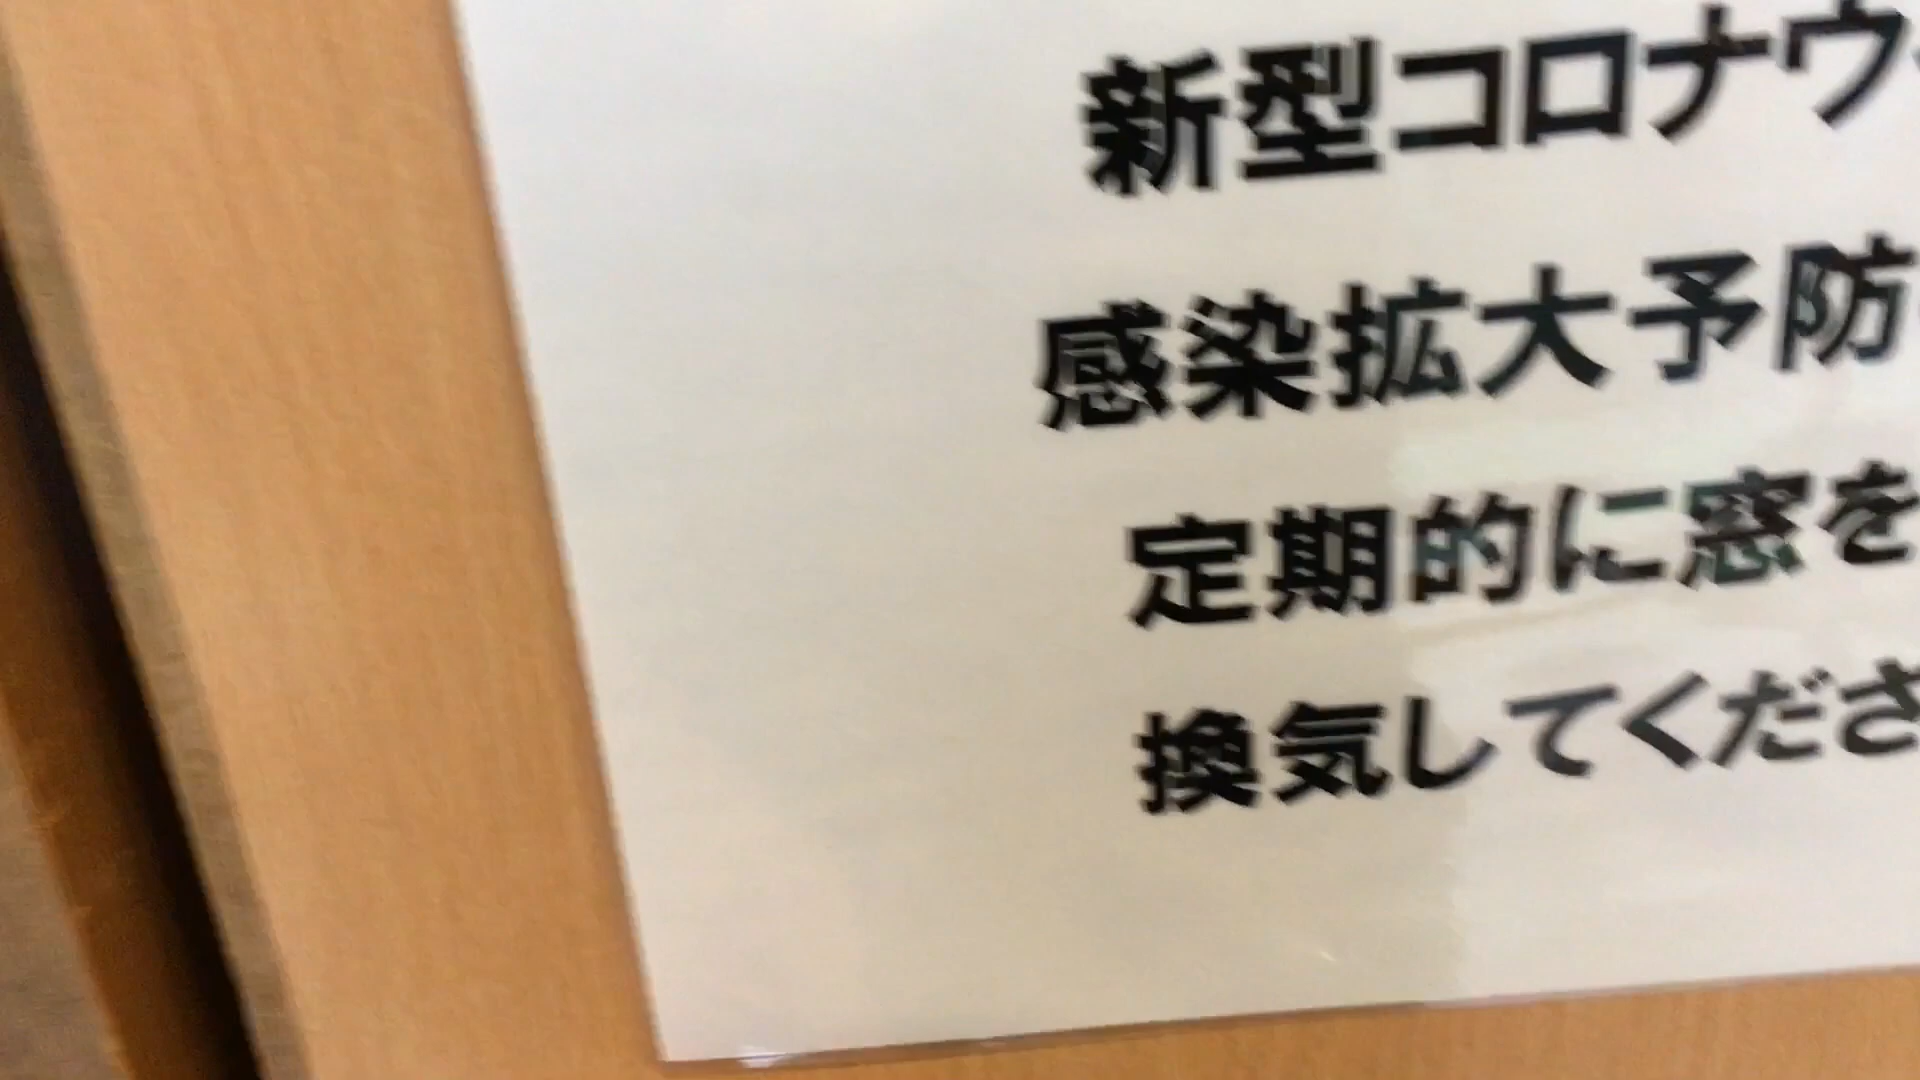 新型コロナウ
感染拡大予防
定期的に窓を
換気してくださ